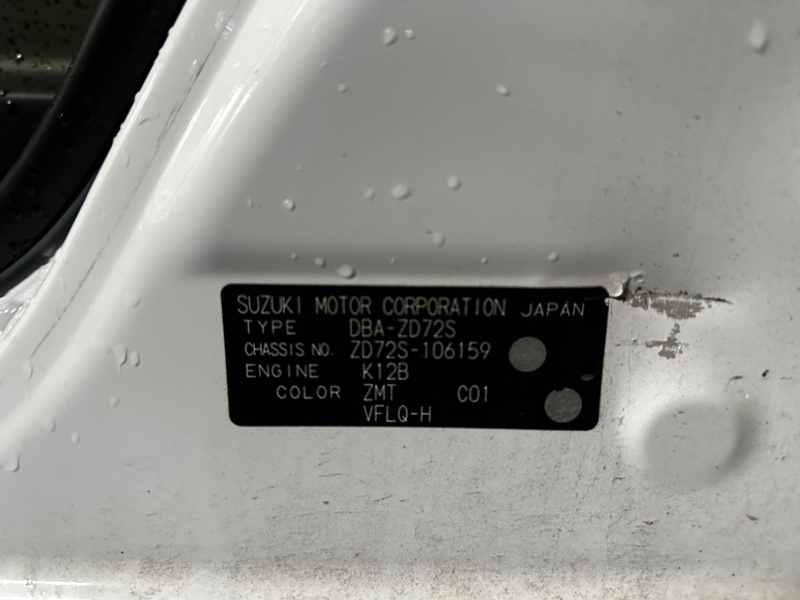 SUZUKI MOTOR CORPORATION JAPAN
TYPE DBA-ZD72S
CHASSIS NO. ZD72S-106159
ENGINE K12B
COLOR ZMT C01
VFLQ-H